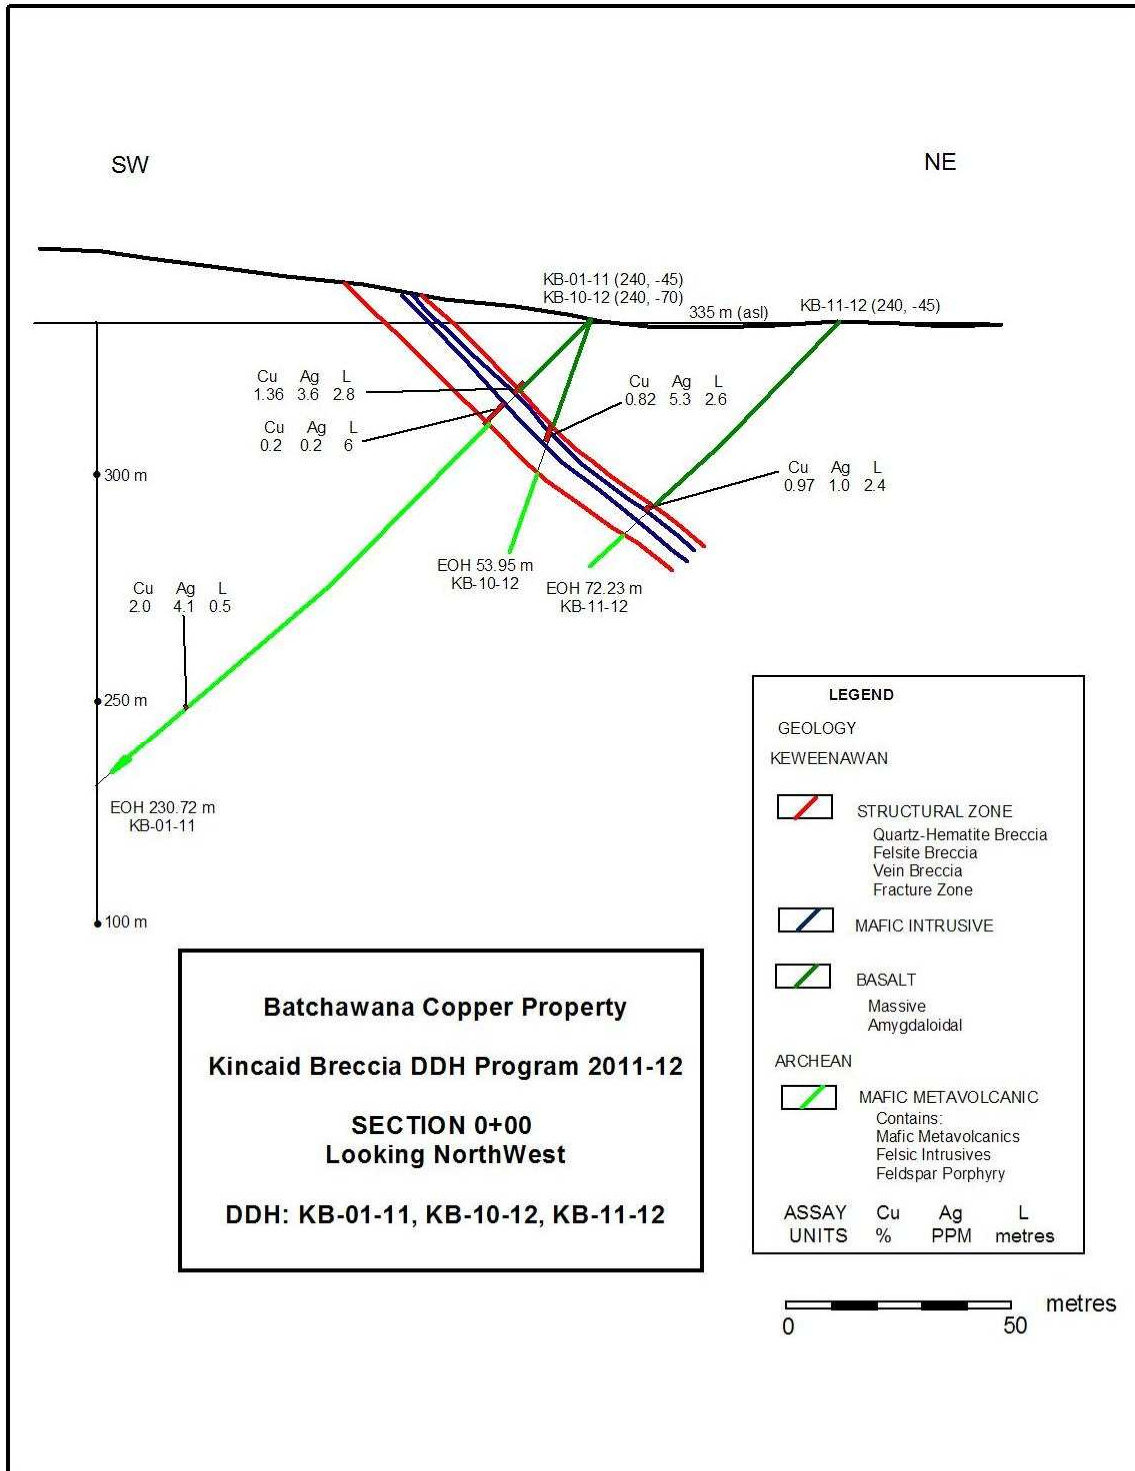 SW
NE
KB-01-11 (240, -45)
KB-10-12 (240, -70)
335 m (asl)
KB-11-12 (240, -45)
Cu Ag L
1.36 3.6 2.8
Cu Ag L
0.82 5.3 2.6
Cu Ag L
0.2 0.2 6
300 m
Cu Ag L
0.97 1.0 2.4
EOH 53.95 m
KB-10-12
EOH 72.23 m
KB-11-12
Cu Ag L
2.0 4.1 0.5
250 m
EOH 230.72 m
KB-01-11
100 m
Batchawana Copper Property
Kincaid Breccia DDH Program 2011-12
SECTION 0+00
Looking NorthWest
DDH: KB-01-11, KB-10-12, KB-11-12
LEGEND
GEOLOGY
KEWEENAWAN
STRUCTURAL ZONE
Quartz-Hematite Breccia
Felsite Breccia
Vein Breccia
Fracture Zone
MAFIC INTRUSIVE
BASALT
Massive
Amygdaloidal
ARCHEAN
MAFIC METAVOLCANIC
Contains:
Mafic Metavolcanics
Felsic Intrusives
Feldspar Porphyry
ASSAY Cu Ag L
UNITS % PPM metres
metres
0 50